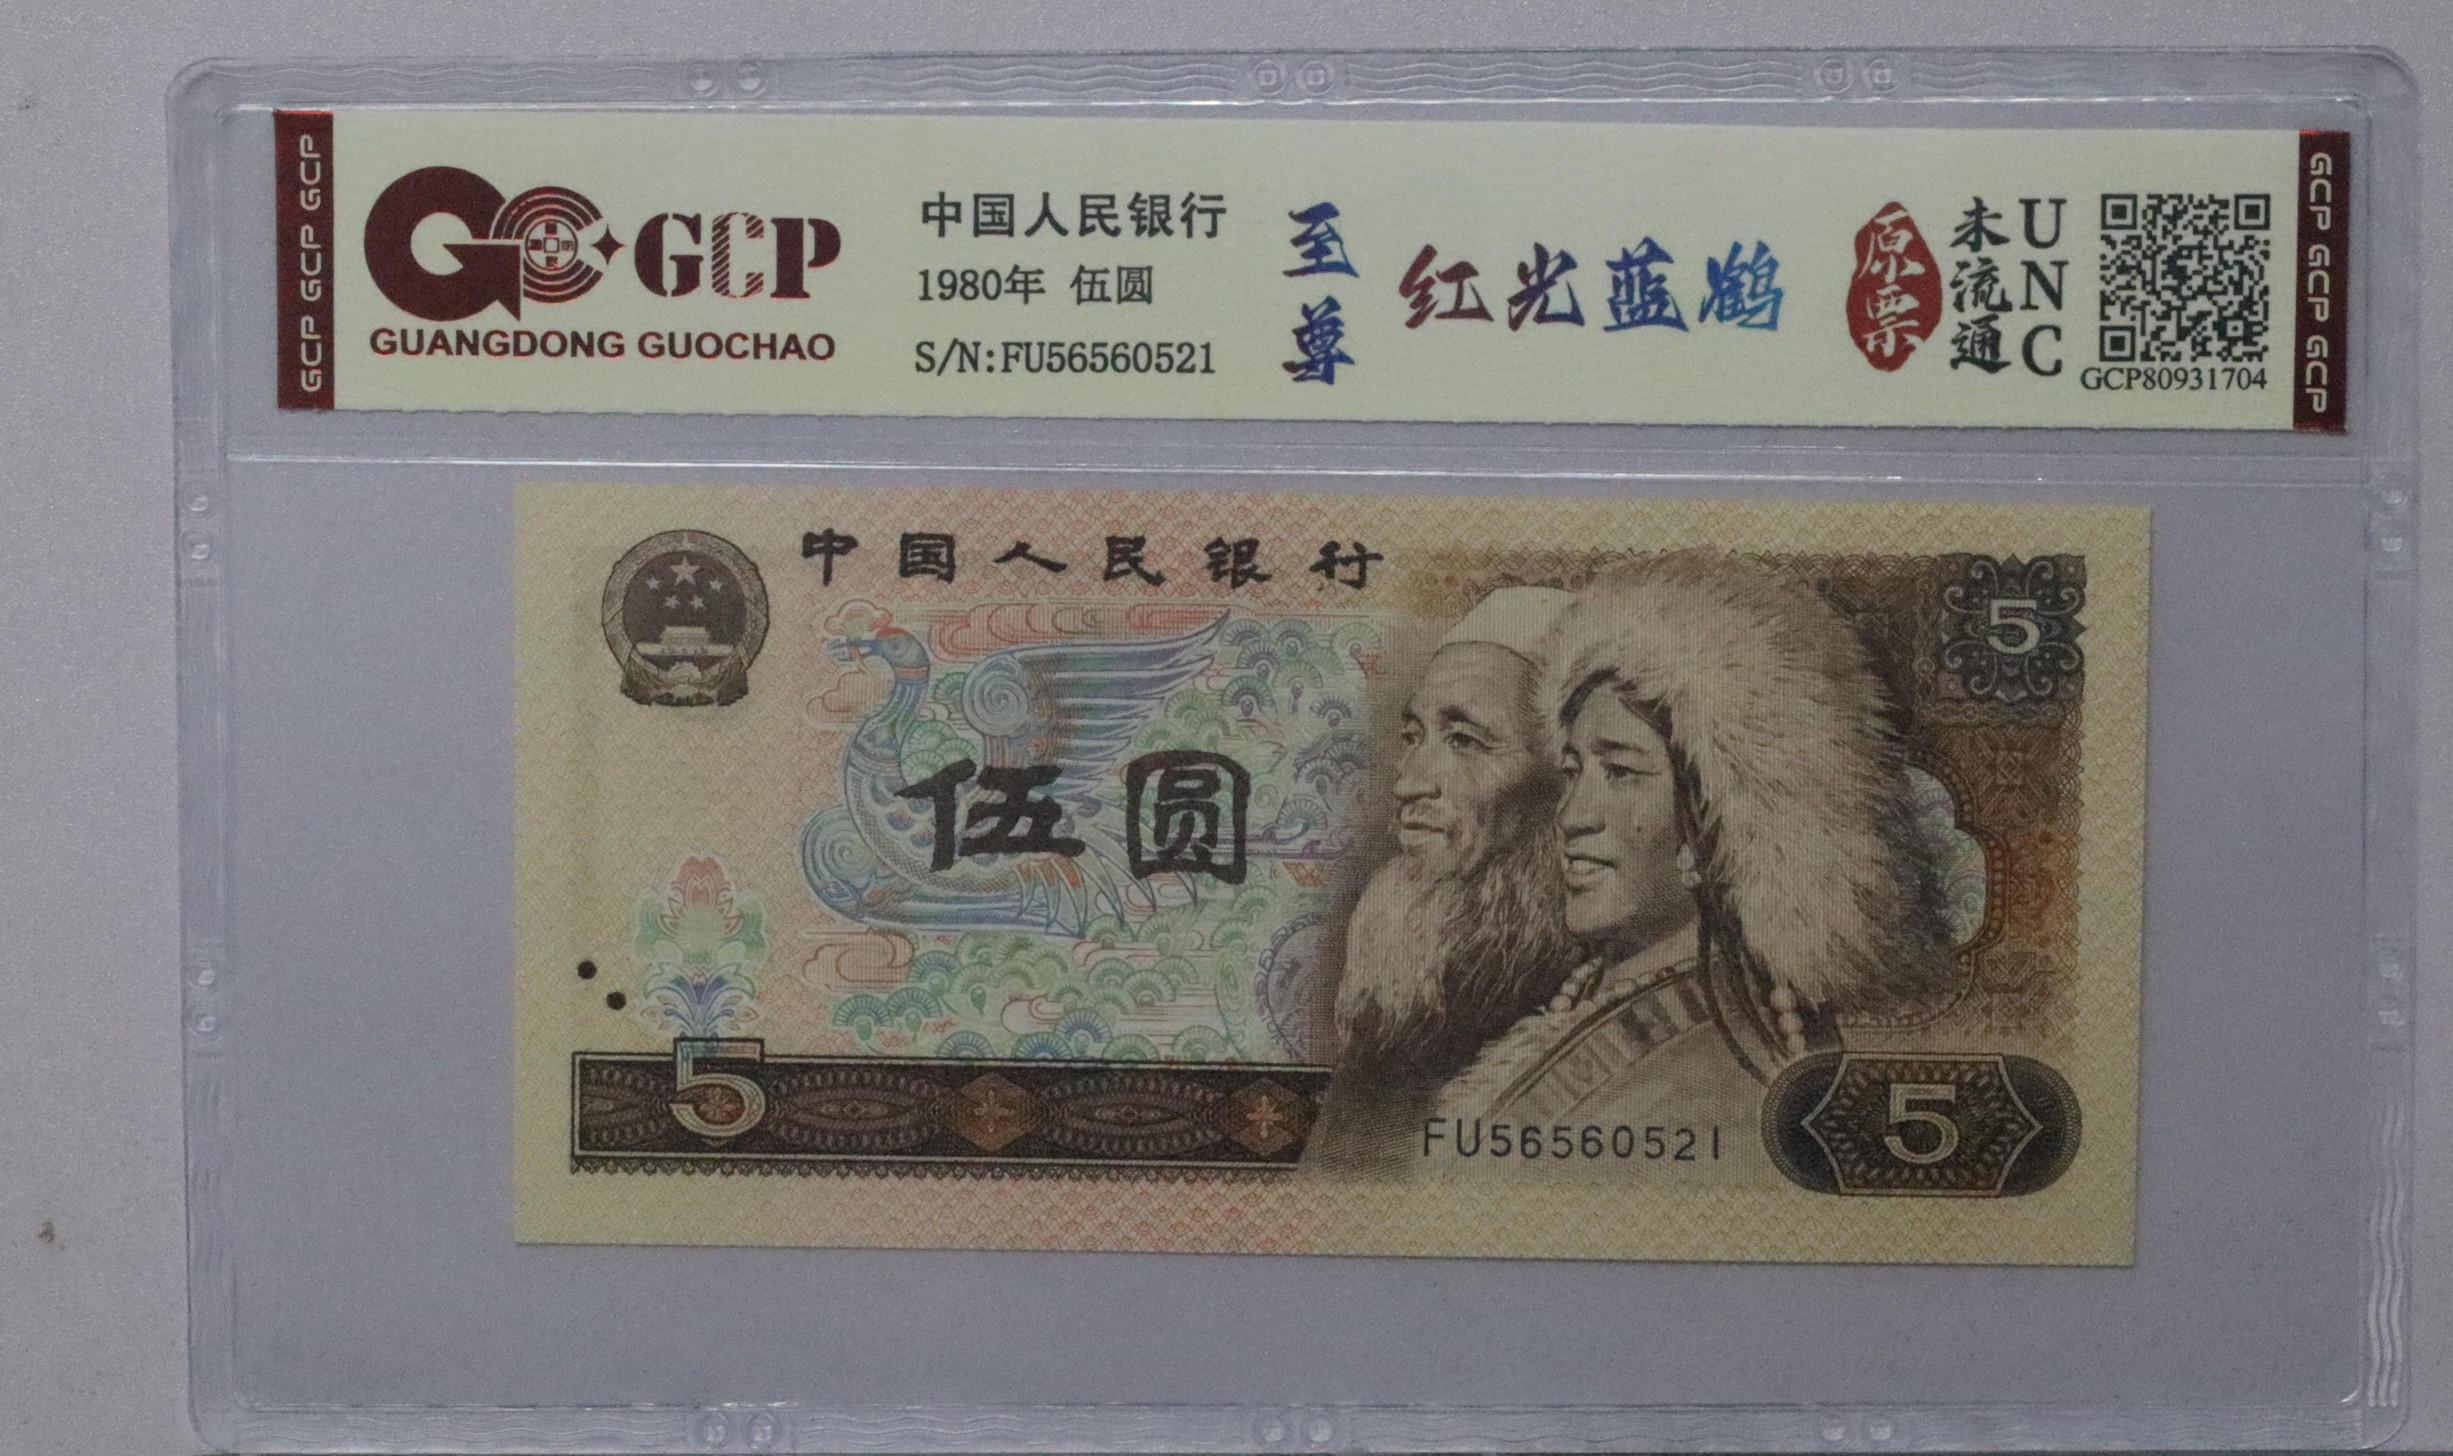 GCP GCP GCP
GCP
GUANGDONG GUOCHAO
中国人民银行
1980年 伍圆
S/N:FU56560521
至尊
红光蓝鹤
原票
未流通
UNC
GCP80931704
GCP GCP GCP
中国人民银行
5
伍圆
5
FU56560521
5